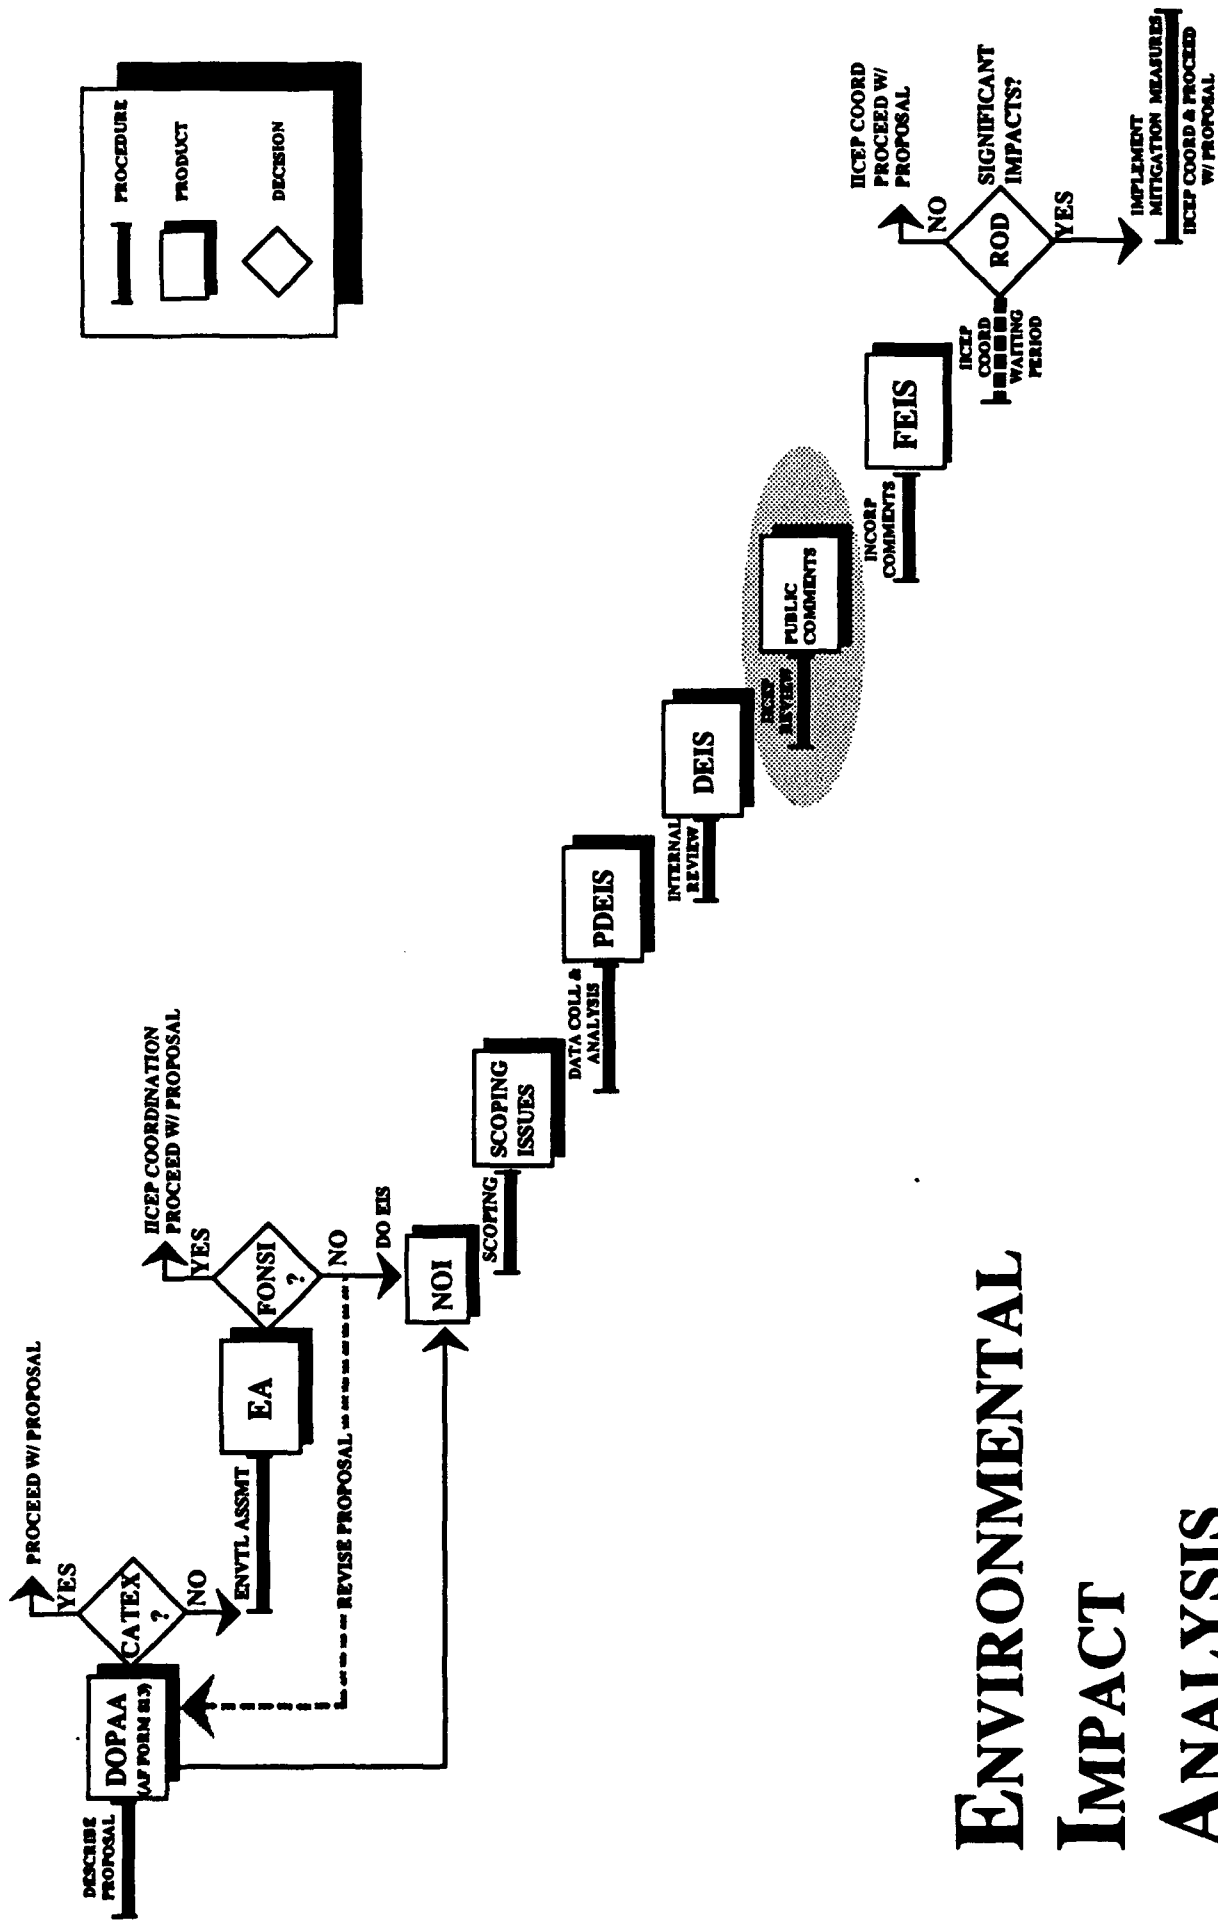 PROCEDURE
PRODUCT
DECISION
DESCRIBE
PROPOSAL
DOPAA
(AF FORM 813)
CATEX
?
YES
PROCEED W/ PROPOSAL
NO
ENVTL ASSMT
EA
FONSI
?
YES
IICEP COORDINATION
PROCEED W/ PROPOSAL
NO
REVISE PROPOSAL
DO EIS
NOI
SCOPING
SCOPING
ISSUES
DATA COLL &
ANALYSIS
PDEIS
INTERNAL
REVIEW
DEIS
IICEP
REVIEW
PUBLIC
COMMENTS
INCORP
COMMENTS
FEIS
IICEP
COORD
WAITING
PERIOD
ROD
SIGNIFICANT
IMPACTS?
NO
IICEP COORD
PROCEED W/
PROPOSAL
YES
IMPLEMENT
MITIGATION MEASURES
IICEP COORD & PROCEED
W/ PROPOSAL
ENVIRONMENTAL
IMPACT
ANALYSIS